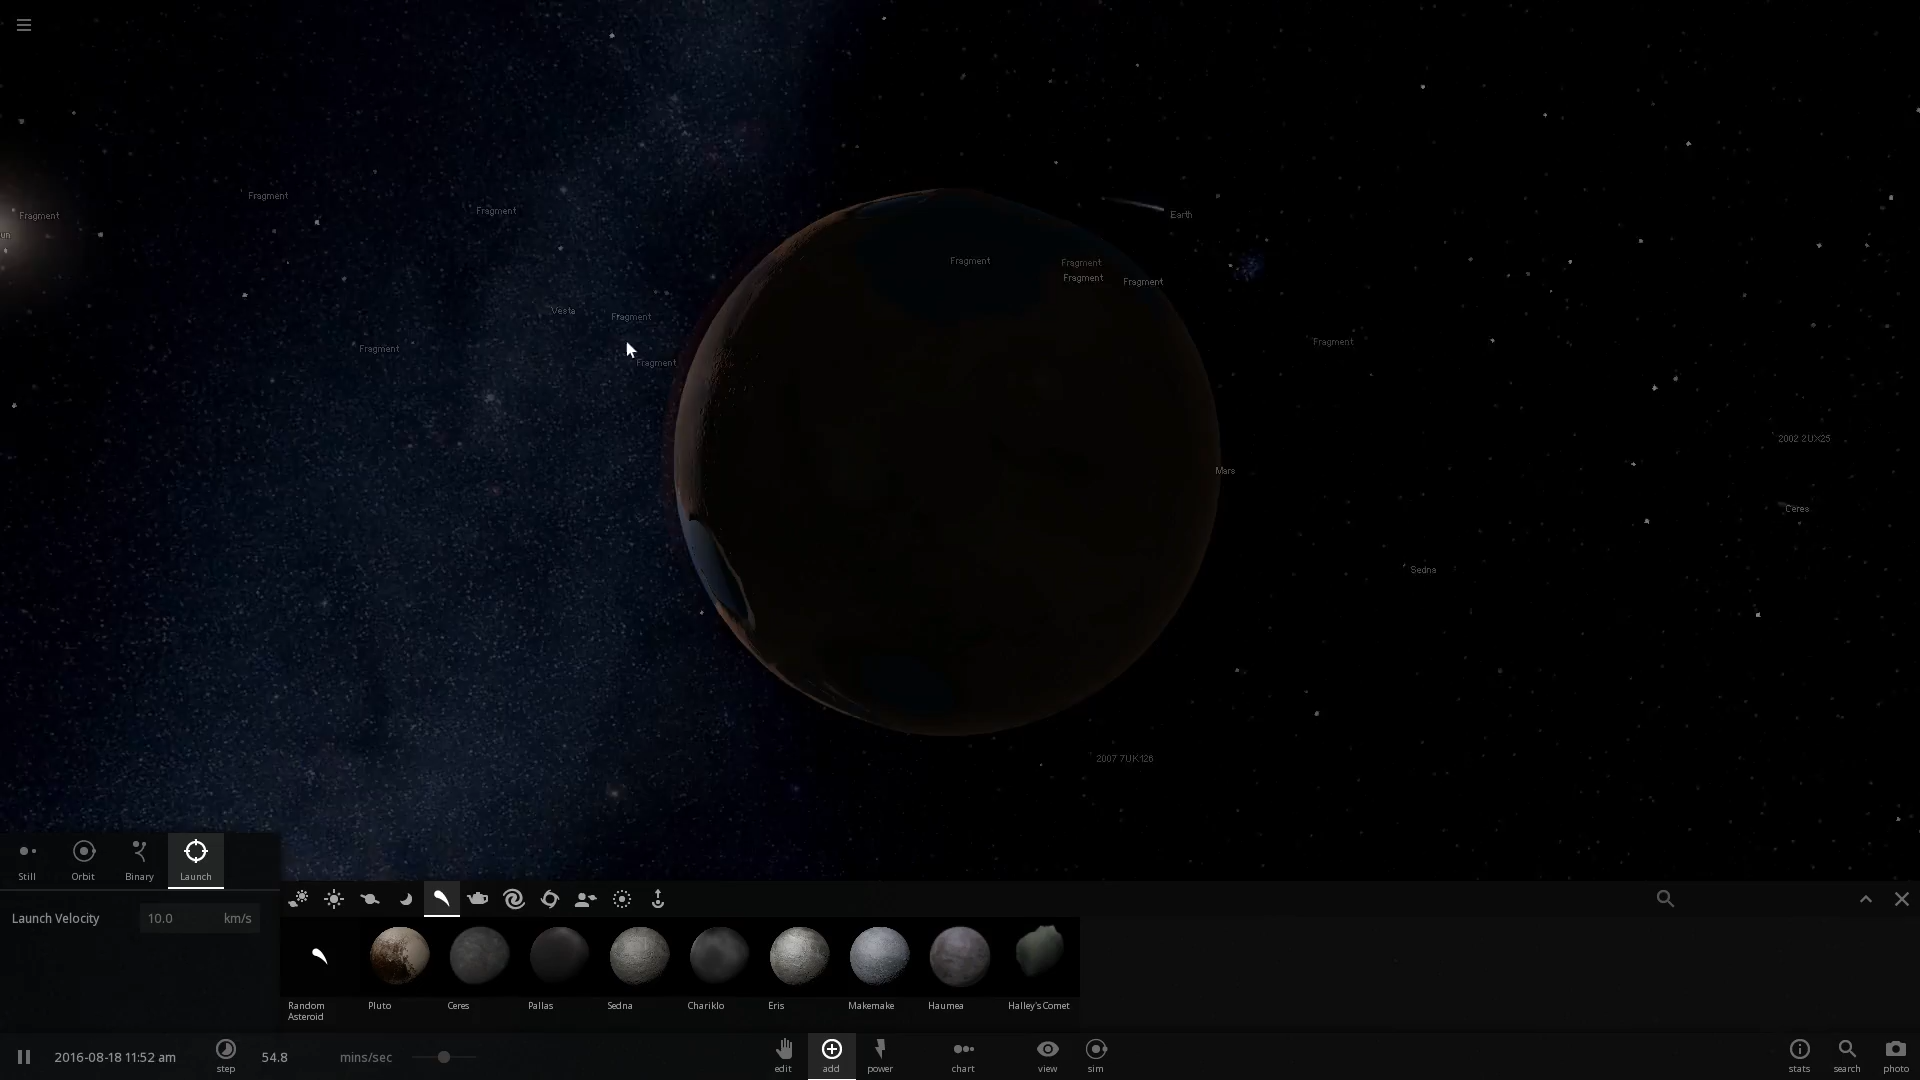 Fragment
Fragment
Fragment
un
Earth
Fragment
Fragment
Fragment
Fragment
Vesta
Fragment
Fragment
Fragment
Fragment
2002 2UX25
Mars
Ceres
Sedna
2007 7UK126
Still
Orbit
Binary
Launch
Launch Velocity
10.0
km/s
Random
Asteroid
Pluto
Ceres
Pallas
Sedna
Chariklo
Eris
Makemake
Haumea
Halley's Comet
2016-08-18 11:52 am
step
54.8
mins/sec
edit
add
power
chart
view
sim
stats
search
photo